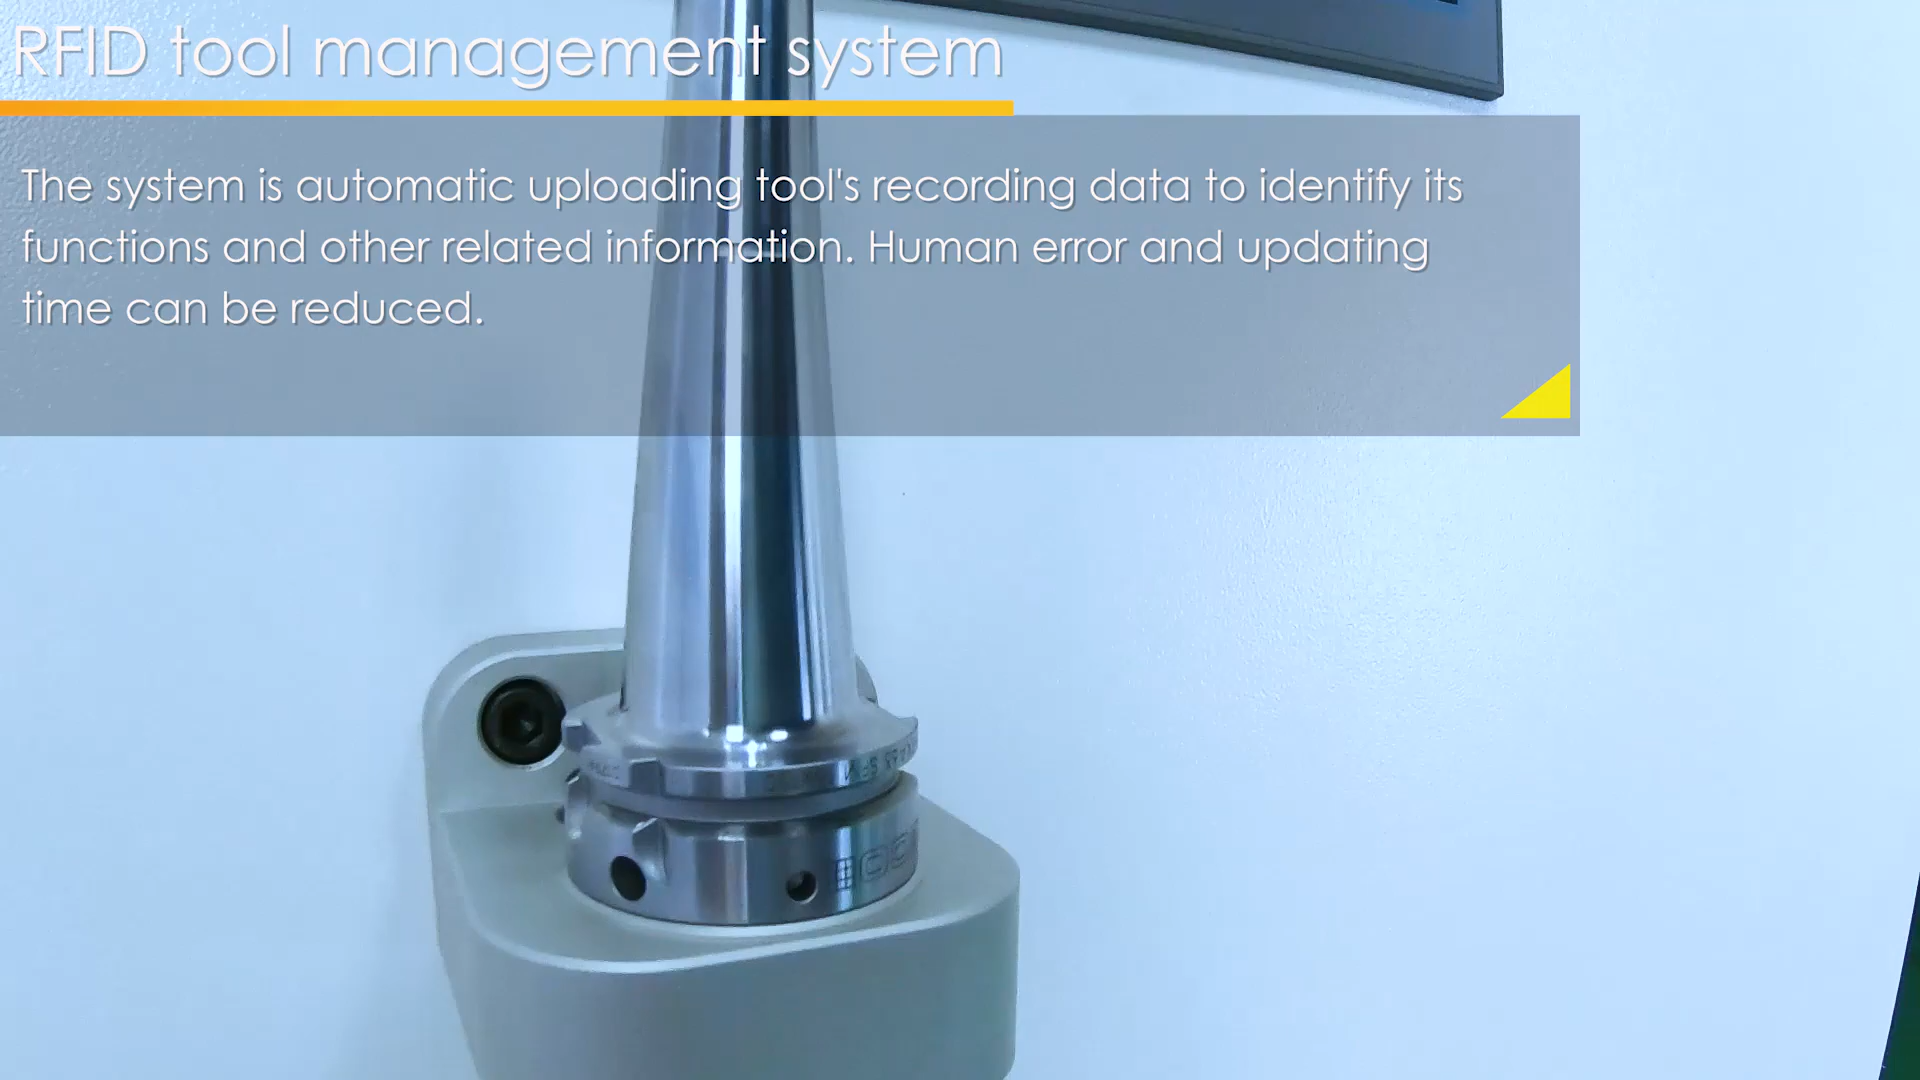 RFID tool management system
The system is automatic uploading tool's recording data to identify its
functions and other related information. Human error and updating
time can be reduced.